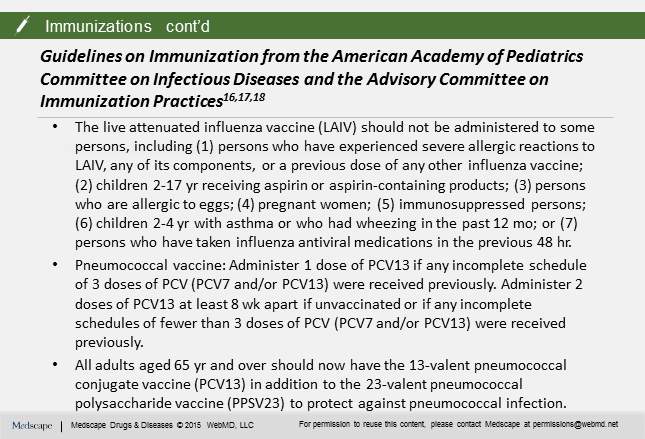 Immunizations cont'd
Guidelines on Immunization from the American Academy of Pediatrics
Committee on Infectious Diseases and the Advisory Committee on
Immunization Practices16,17,18
• The live attenuated influenza vaccine (LAIV) should not be administered to some
persons, including (1) persons who have experienced severe allergic reactions to
LAIV, any of its components, or a previous dose of any other influenza vaccine;
(2) children 2-17 yr receiving aspirin or aspirin-containing products; (3) persons
who are allergic to eggs; (4) pregnant women; (5) immunosuppressed persons;
(6) children 2-4 yr with asthma or who had wheezing in the past 12 mo; or (7)
persons who have taken influenza antiviral medications in the previous 48 hr.
• Pneumococcal vaccine: Administer 1 dose of PCV13 if any incomplete schedule
of 3 doses of PCV (PCV7 and/or PCV13) were received previously. Administer 2
doses of PCV13 at least 8 wk apart if unvaccinated or if any incomplete
schedules of fewer than 3 doses of PCV (PCV7 and/or PCV13) were received
previously.
• All adults aged 65 yr and over should now have the 13-valent pneumococcal
conjugate vaccine (PCV13) in addition to the 23-valent pneumococcal
polysaccharide vaccine (PPSV23) to protect against pneumococcal infection.
Medscape | Medscape Drugs & Diseases © 2015 WebMD, LLC For permission to reuse this content, please contact Medscape at permissions@webmd.net